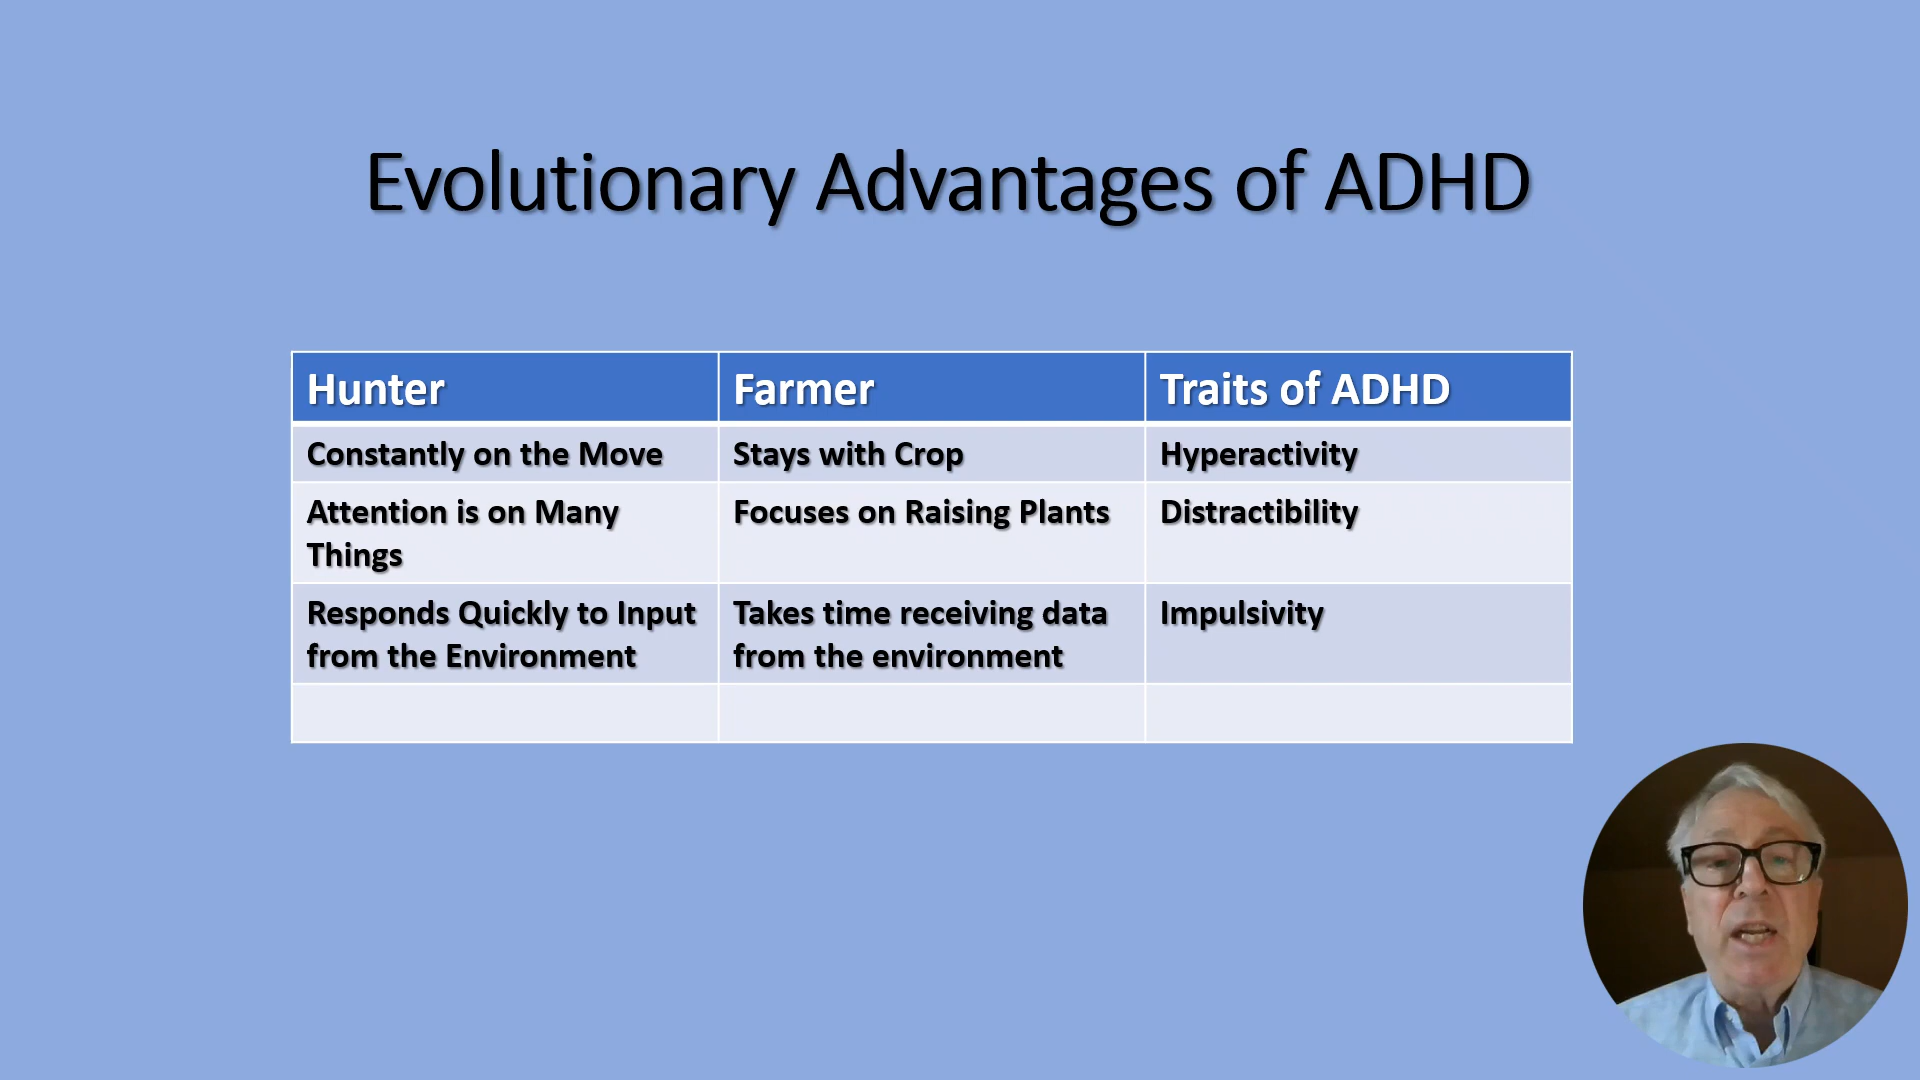 Evolutionary Advantages of ADHD
Hunter
Farmer
Traits of ADHD
Constantly on the Move
Stays with Crop
Hyperactivity
Attention is on Many
Things
Focuses on Raising Plants
Distractibility
Responds Quickly to Input
from the Environment
Takes time receiving data
from the environment
Impulsivity